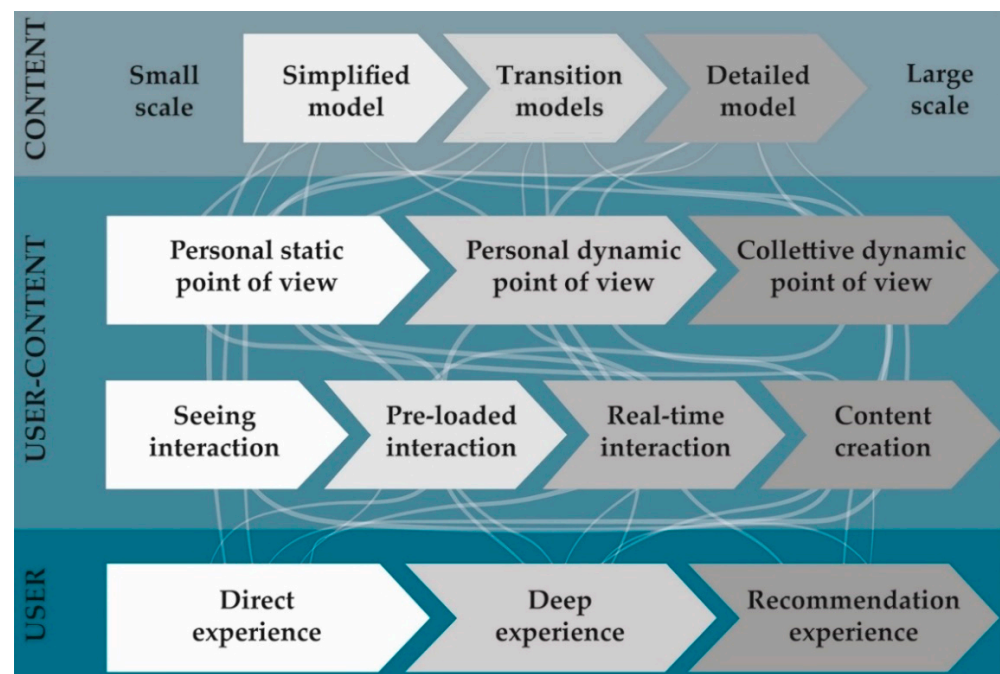 CONTENT
Small
scale
Simplified
model
Transition
models
Detailed
model
Large
scale
USER-CONTENT
Personal static
point of view
Personal dynamic
point of view
Collettive dynamic
point of view
Seeing
interaction
Pre-loaded
interaction
Real-time
interaction
Content
creation
USER
Direct
experience
Deep
experience
Recommendation
experience